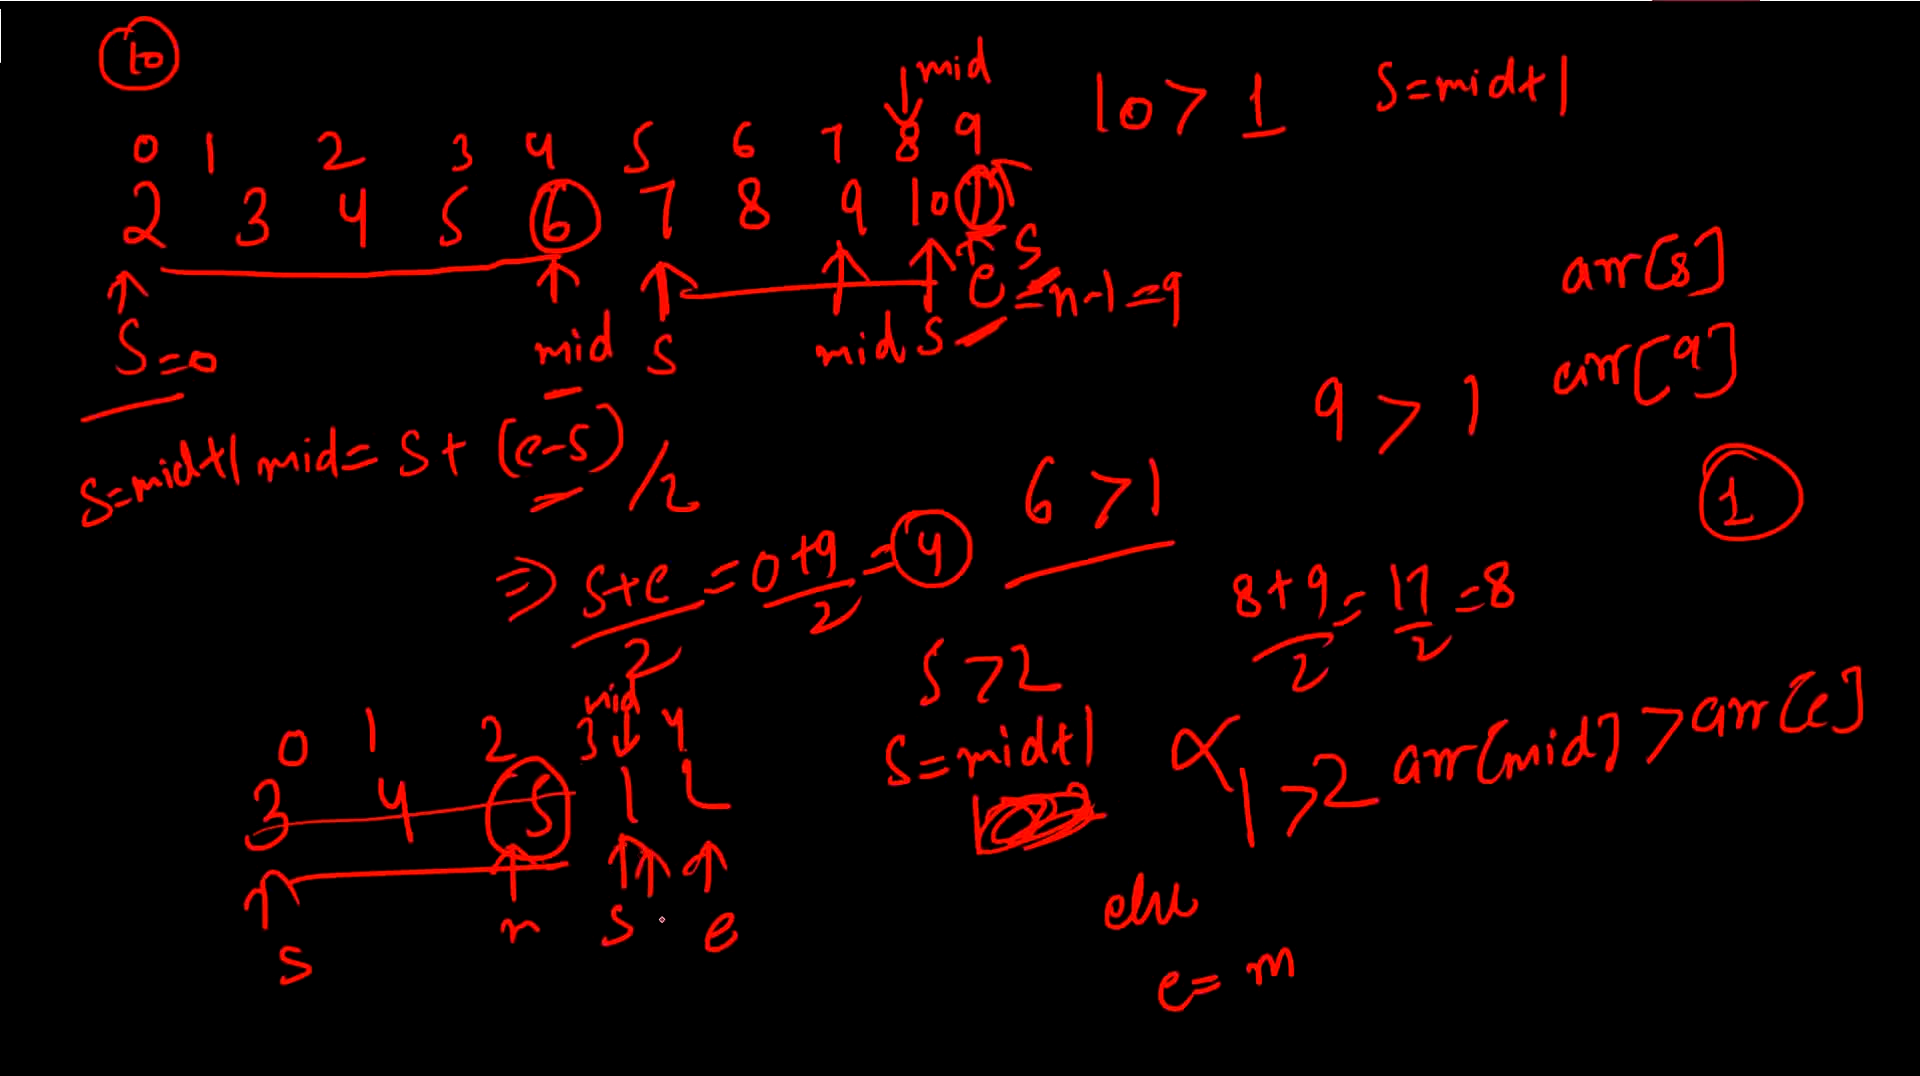 10
mid
10 > 1 s=mid+1
0 1 2 3 4 5 6 7 8 9
2 3 4 5 6 7 8 9 10 1
s=0 mid s mid s e=n-1=9
s
arr[8]
arr[9]
9 > 1
1
s=mid+1 mid= s+ (e-s)/2
6 > 1
=> s+e/2 = 0+9/2 = 4
8+9/2 = 17/2 = 8
5 > 2
s=mid+1
1 > 2 arr[mid] > arr[e]
mid
0 1 2 3 4
3 4 5 1 2
s m s e
else
e= m